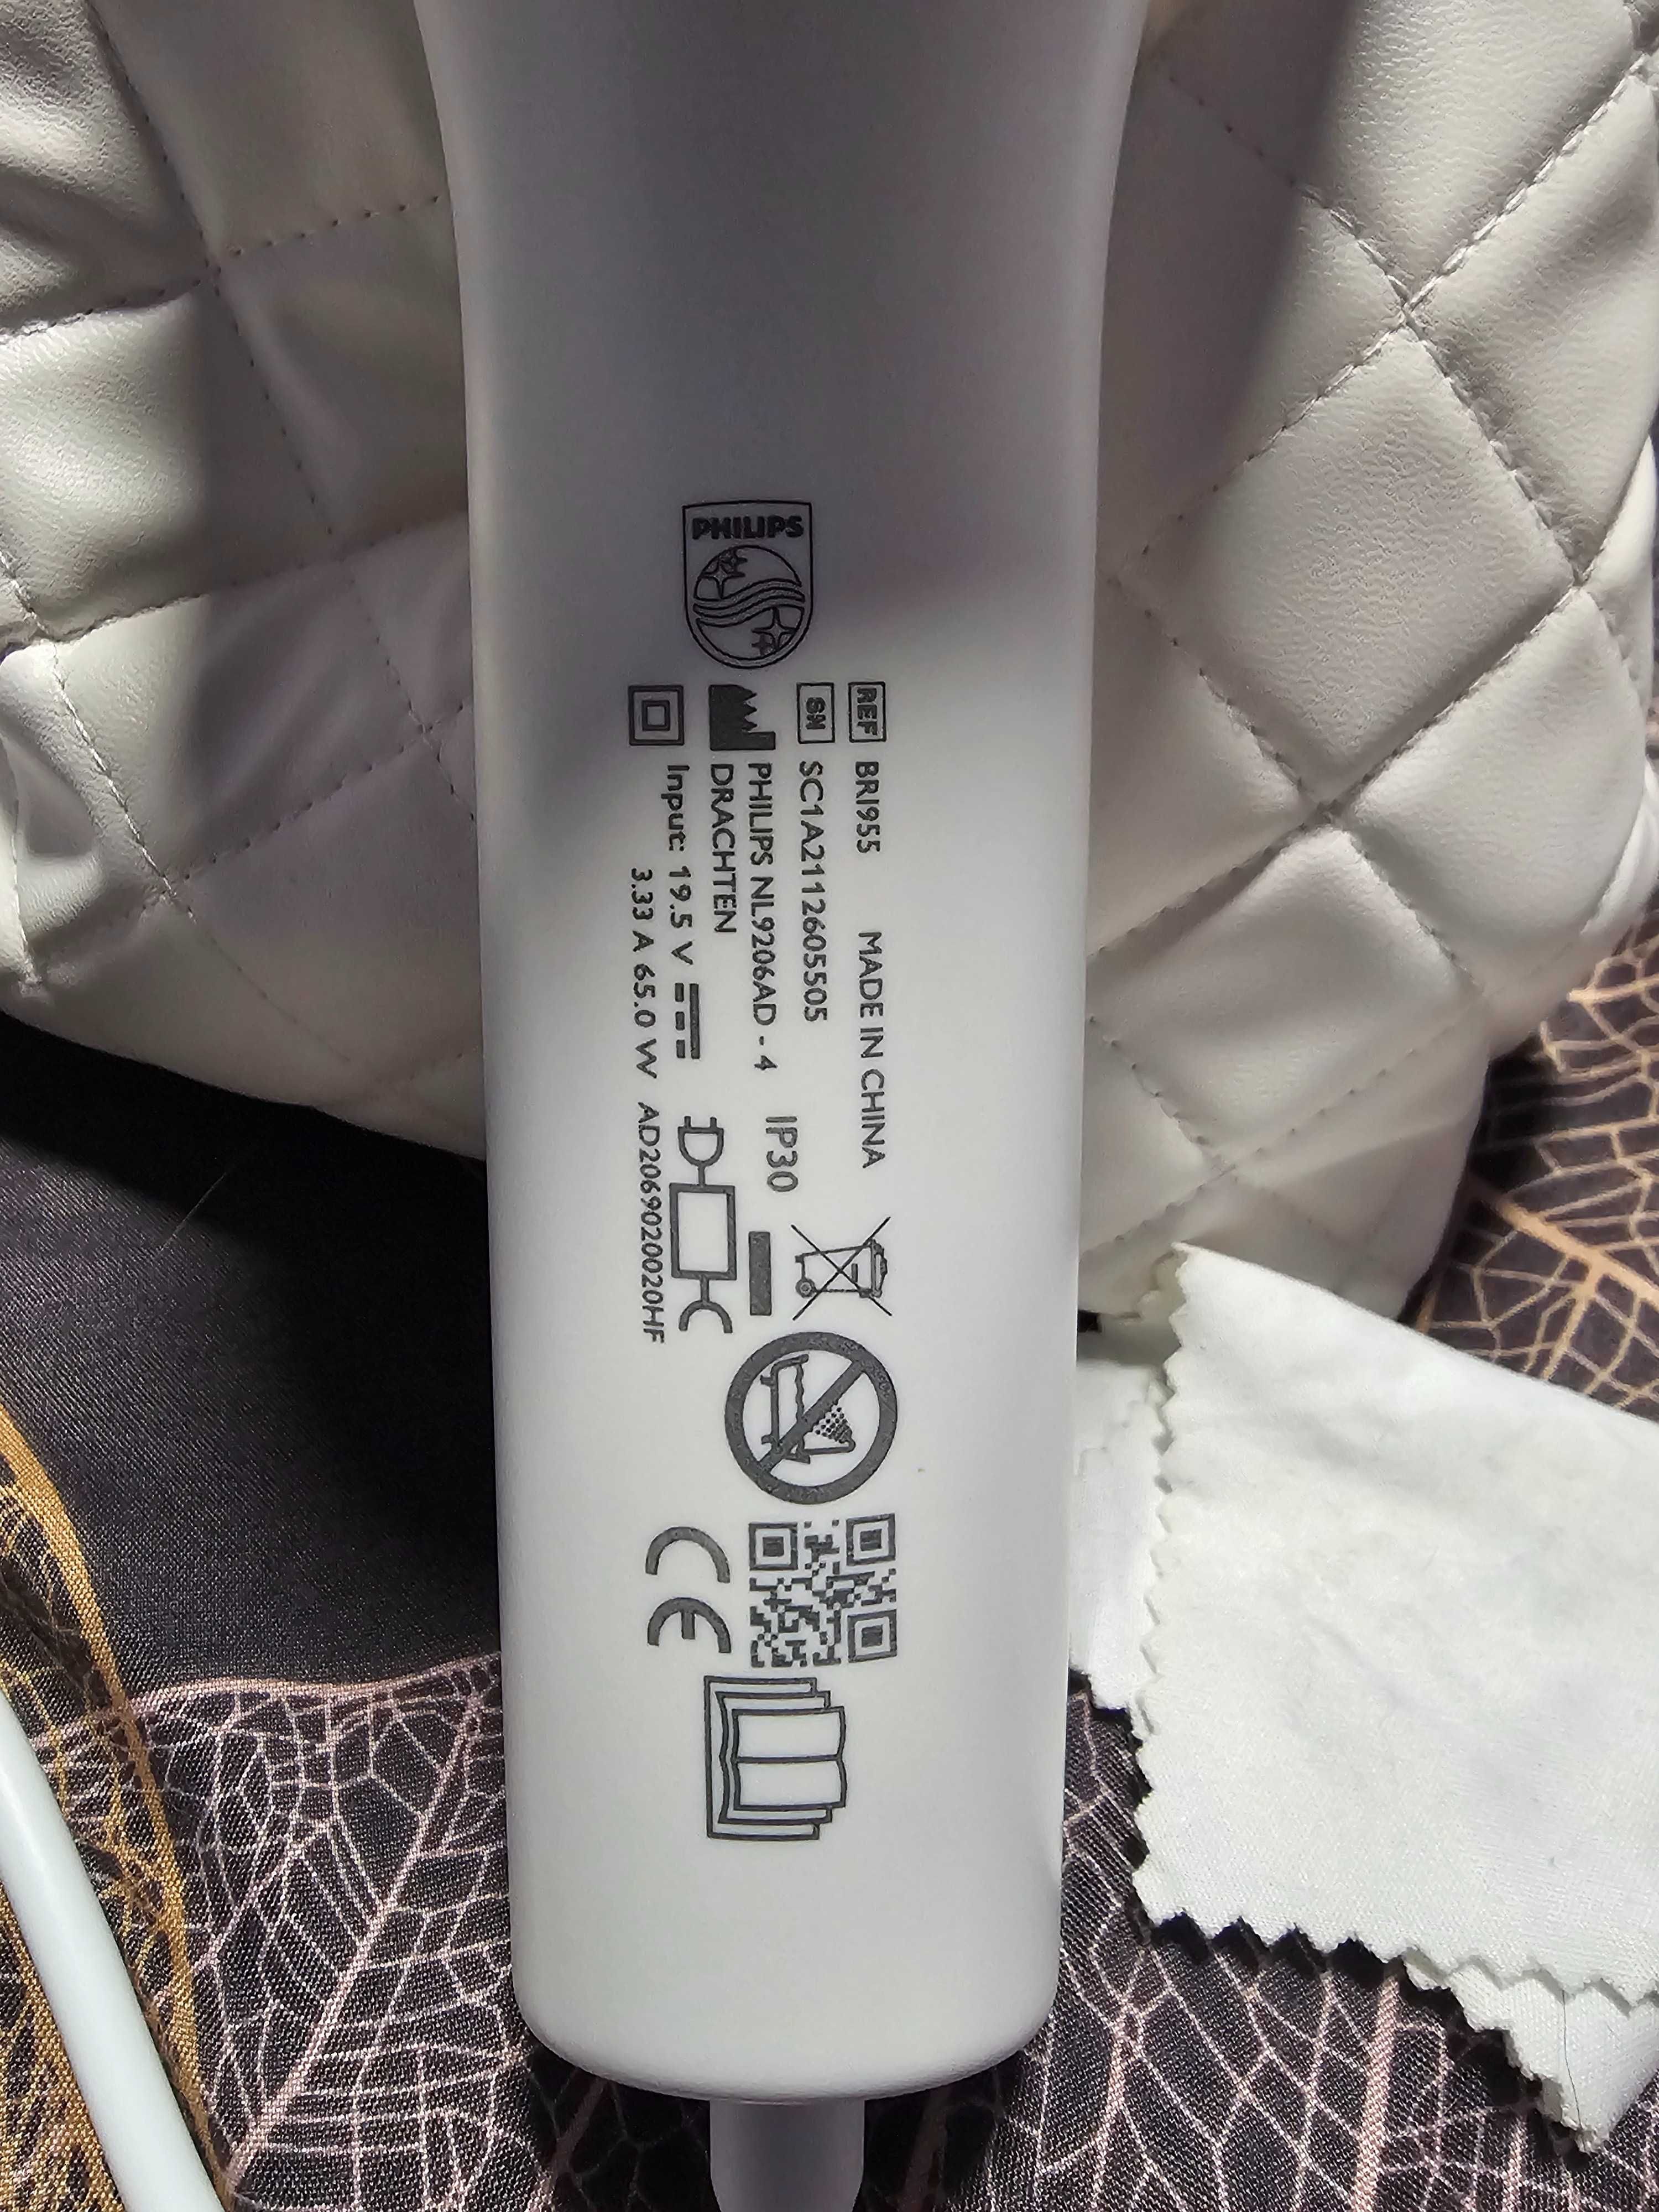 PHILIPS
REF BRI955 MADE IN CHINA
SN SC1A2112605505
PHILIPS NL9206AD - 4 IP30
DRACHTEN
Input: 19.5 V
3.33 A 65.0 W AD2069020020HF
CE